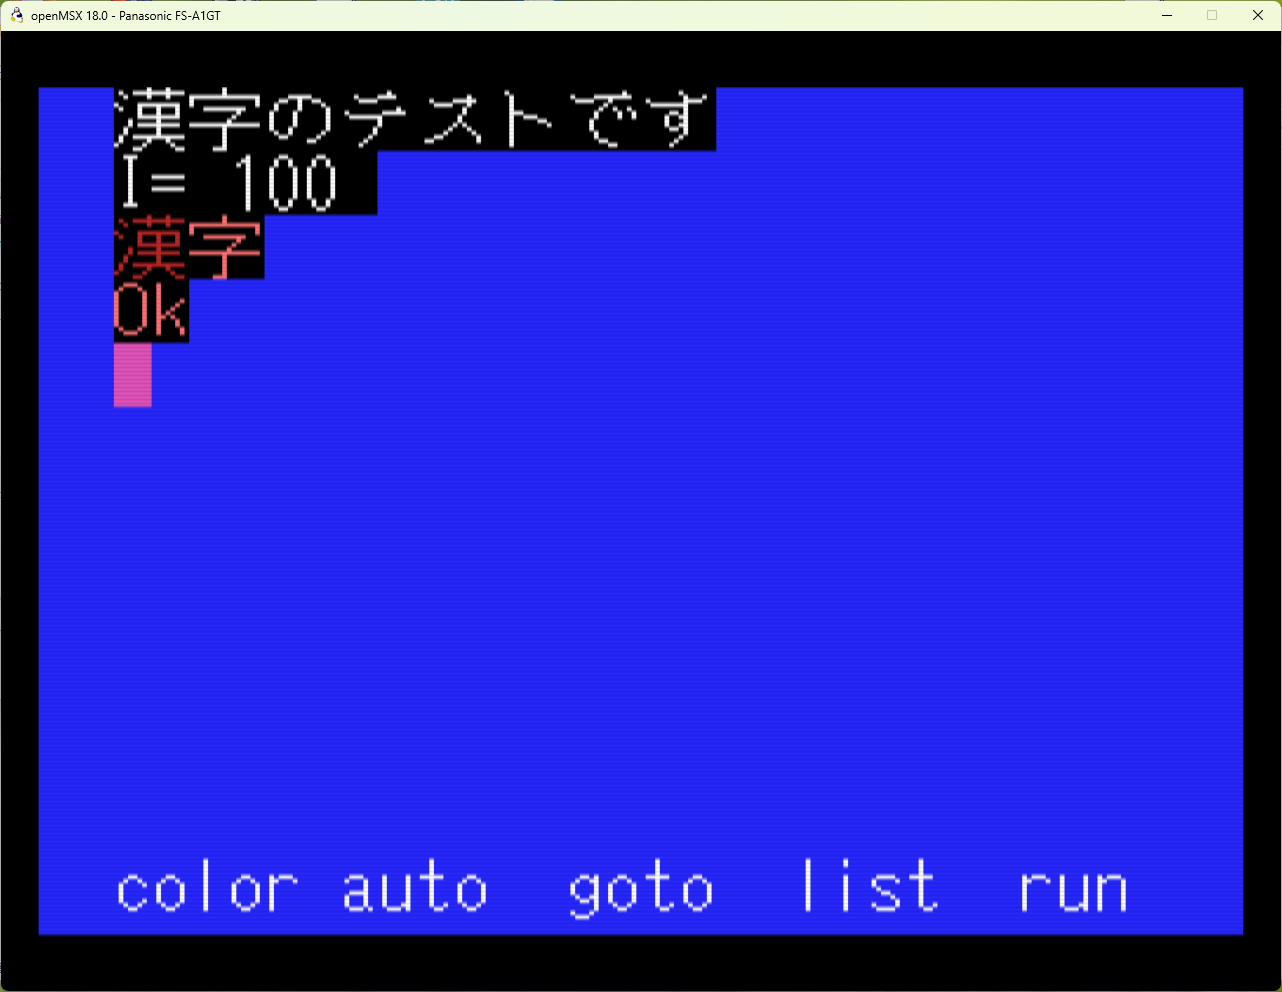 openMSX 18.0 - Panasonic FS-A1GT
漢字のテストです
I= 100
漢字
Ok
color auto goto list run